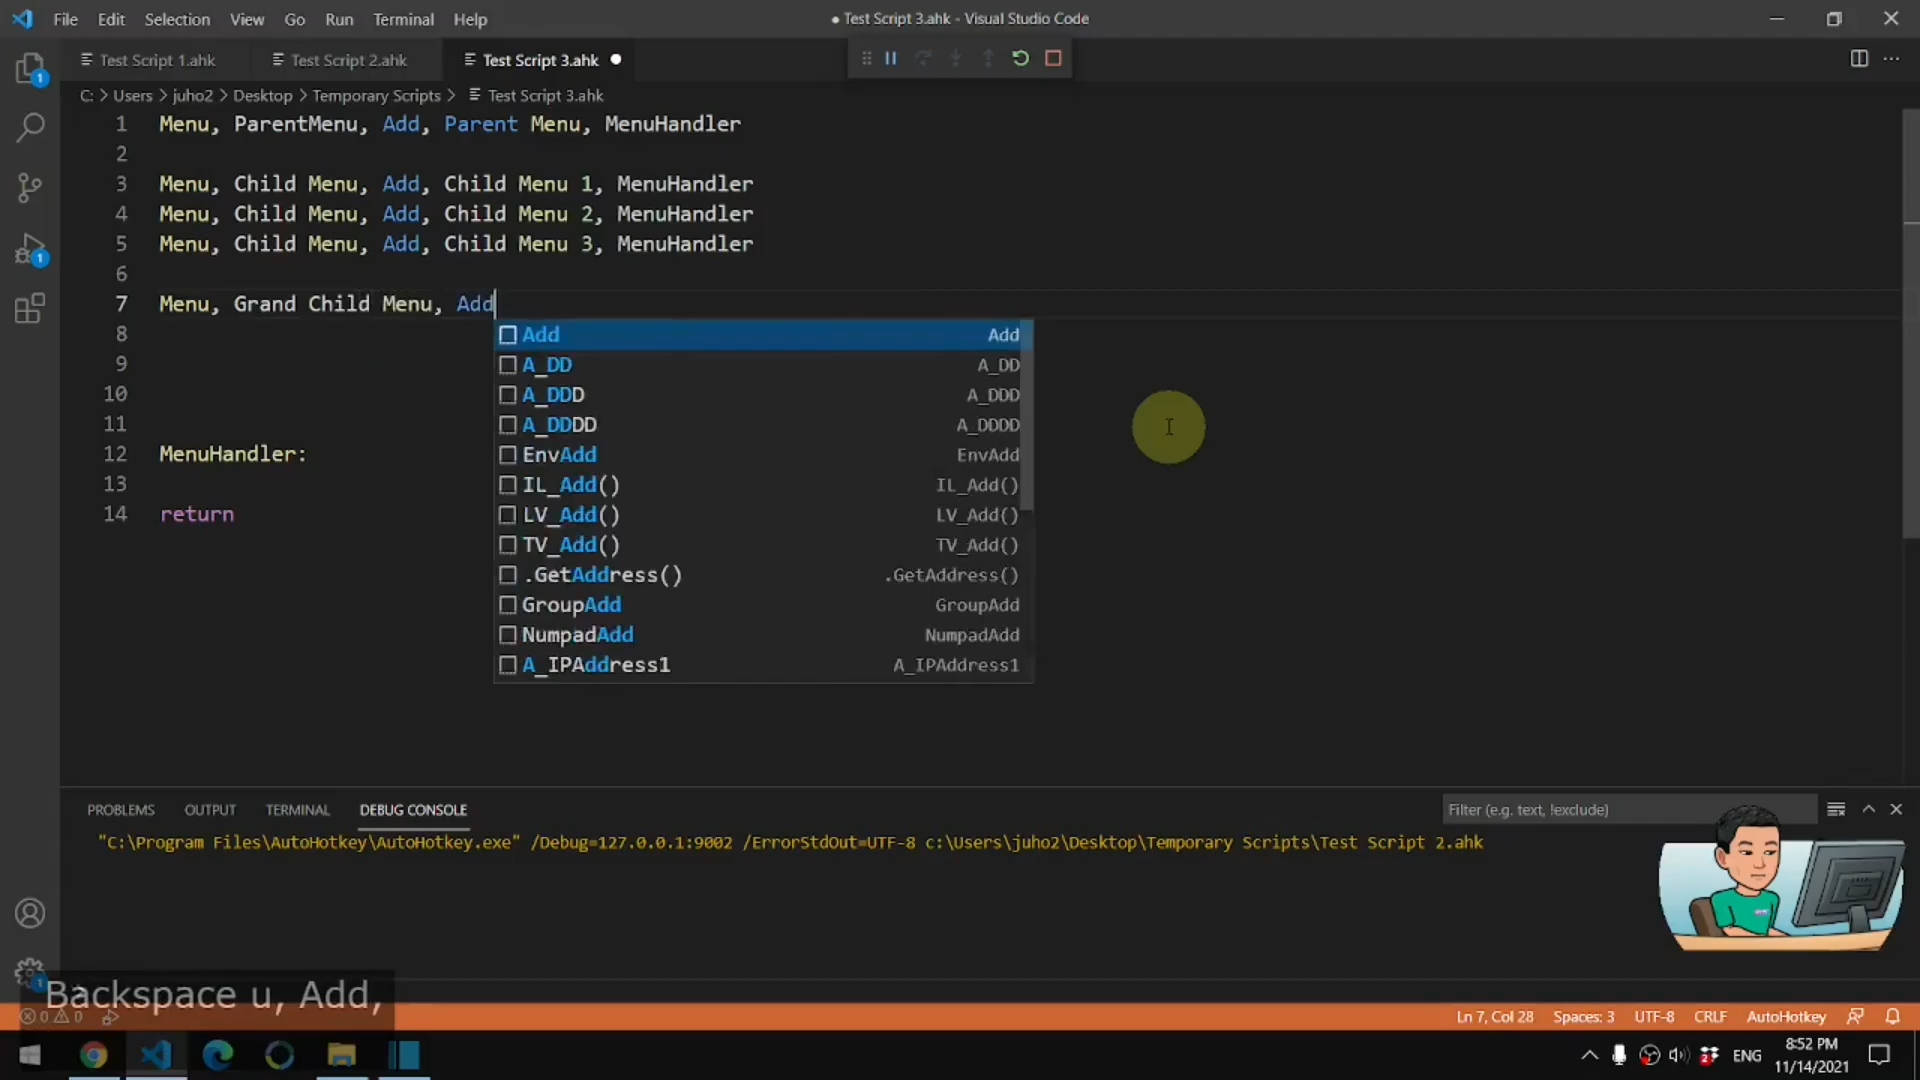 File Edit Selection View Go Run Terminal Help
● Test Script 3.ahk - Visual Studio Code
Test Script 1.ahk Test Script 2.ahk Test Script 3.ahk
C: > Users > juho2 > Desktop > Temporary Scripts > Test Script 3.ahk
1 Menu, ParentMenu, Add, Parent Menu, MenuHandler
2
3 Menu, Child Menu, Add, Child Menu 1, MenuHandler
4 Menu, Child Menu, Add, Child Menu 2, MenuHandler
5 Menu, Child Menu, Add, Child Menu 3, MenuHandler
6
7 Menu, Grand Child Menu, Add
8
9
10
11
12 MenuHandler:
13
14 return
Add Add
A_DD A_DD
A_DDD A_DDD
A_DDDD A_DDDD
EnvAdd EnvAdd
IL_Add() IL_Add()
LV_Add() LV_Add()
TV_Add() TV_Add()
.GetAddress() .GetAddress()
GroupAdd GroupAdd
NumpadAdd NumpadAdd
A_IPAddress1 A_IPAddress1
1
1
PROBLEMS OUTPUT TERMINAL DEBUG CONSOLE
Filter (e.g. text, !exclude)
"C:\Program Files\AutoHotkey\AutoHotkey.exe" /Debug=127.0.0.1:9002 /ErrorStdOut=UTF-8 c:\Users\juho2\Desktop\Temporary Scripts\Test Script 2.ahk
1
Backspace u, Add,
0 0
Ln 7, Col 28 Spaces: 3 UTF-8 CRLF AutoHotkey
2 ENG
8:52 PM
11/14/2021